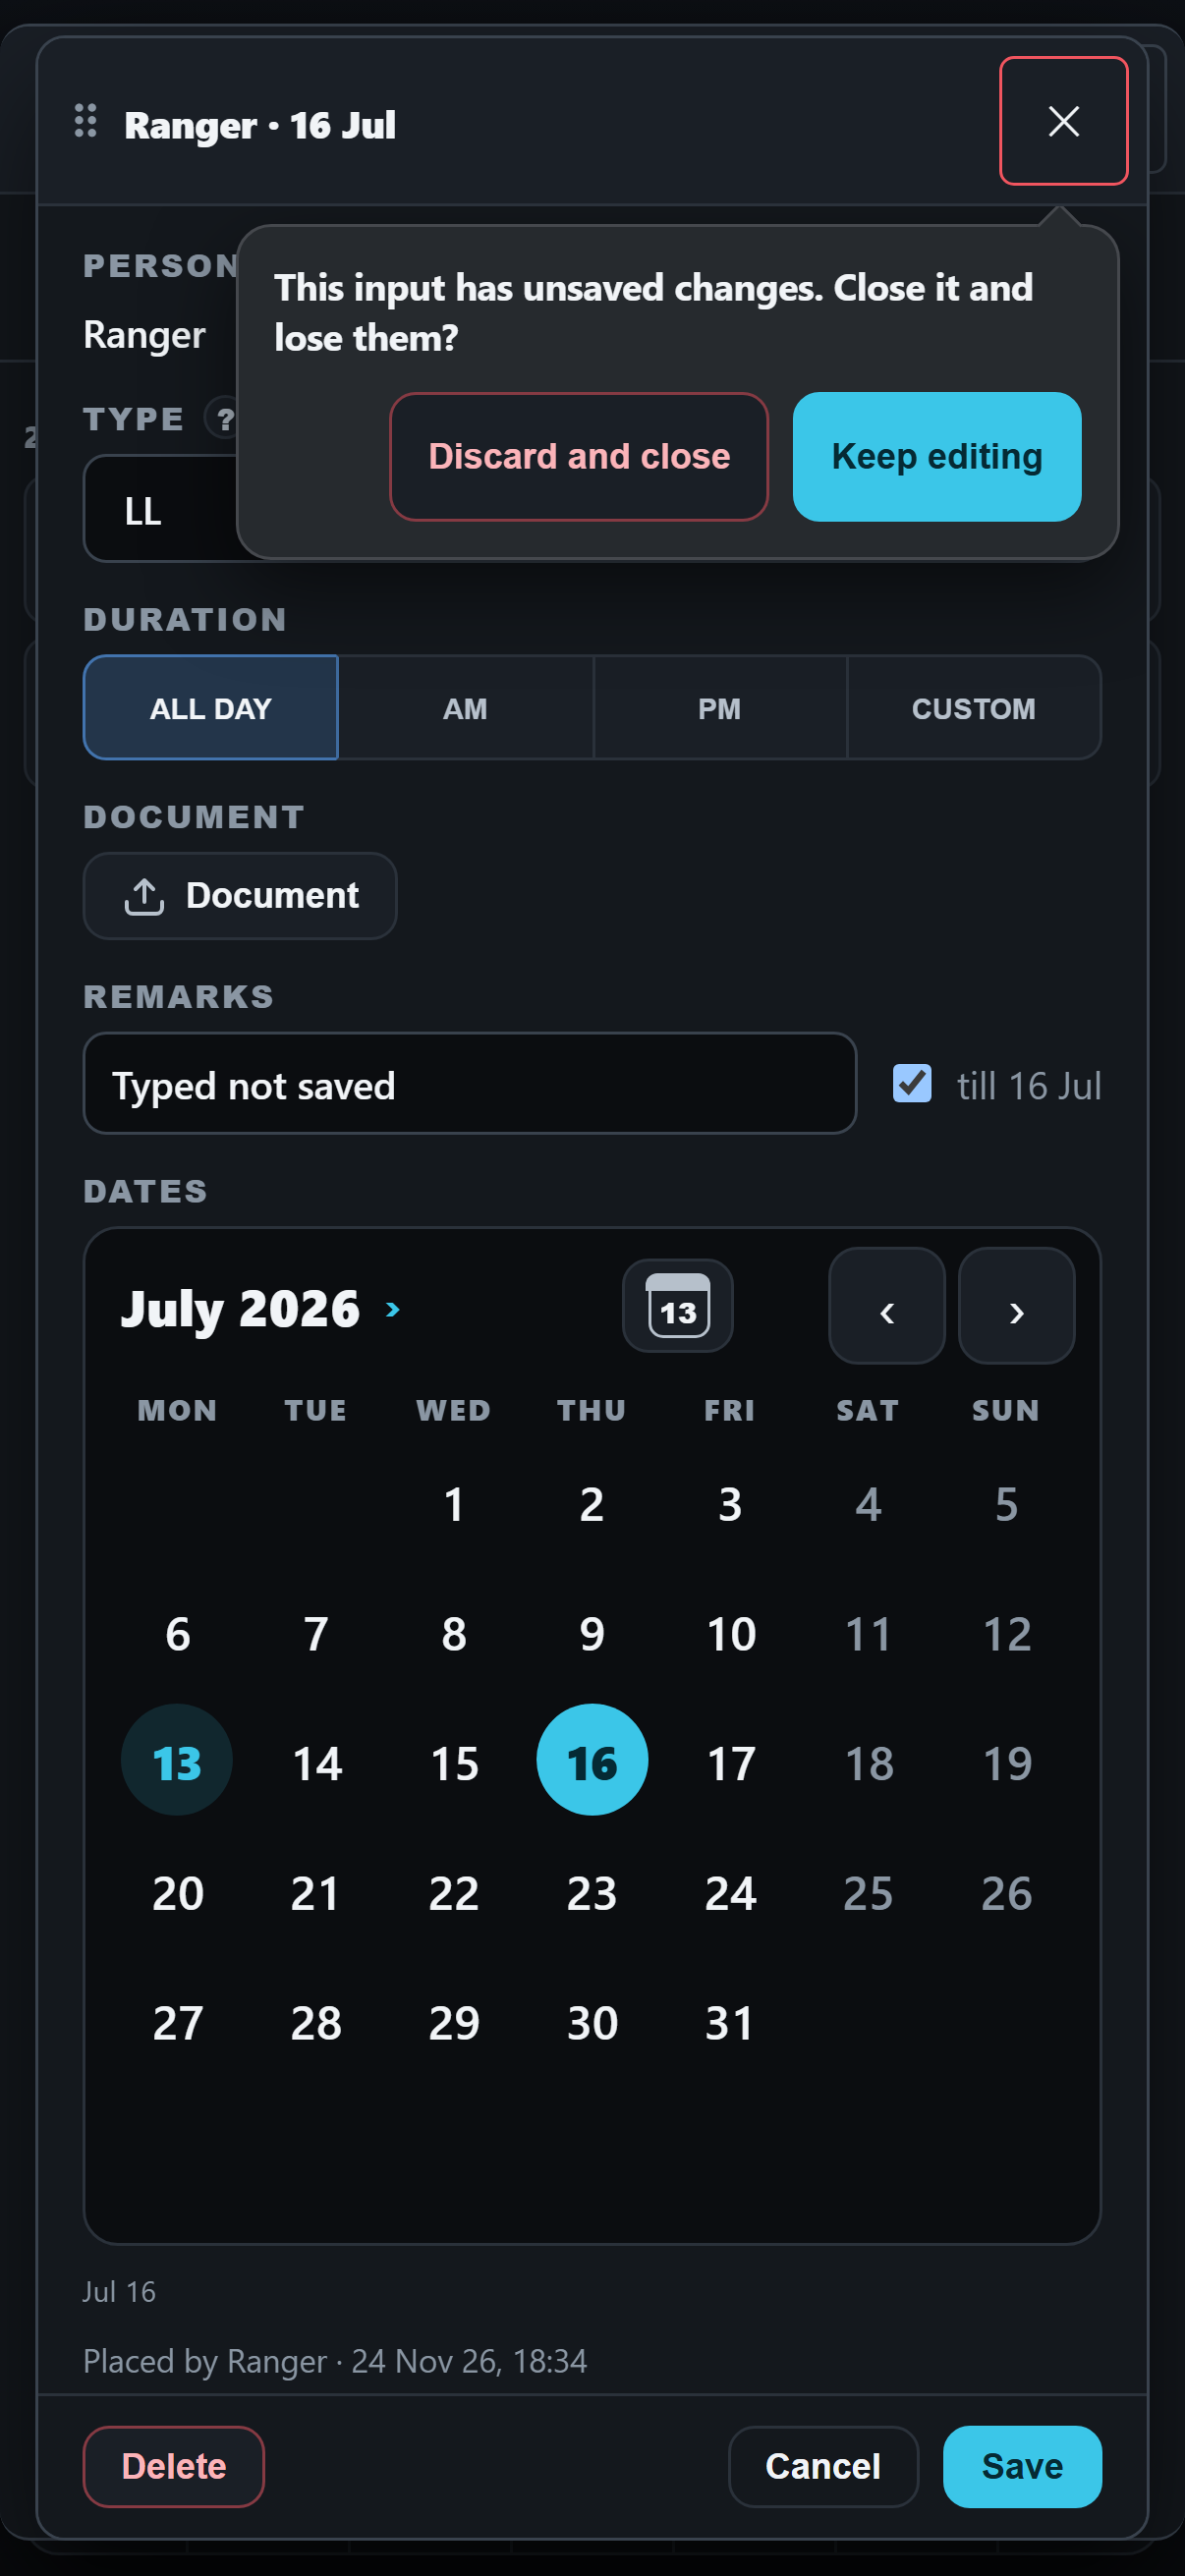 Ranger · 16 Jul
PERSON
This input has unsaved changes. Close it and
lose them?
Ranger
Discard and close
Keep editing
TYPE ?
LL
DURATION
ALL DAY AM PM CUSTOM
DOCUMENT
Document
REMARKS
Typed not saved
till 16 Jul
DATES
July 2026 ›
13
‹ ›
MON TUE WED THU FRI SAT SUN
1 2 3 4 5
6 7 8 9 10 11 12
13 14 15 16 17 18 19
20 21 22 23 24 25 26
27 28 29 30 31
Jul 16
Placed by Ranger · 24 Nov 26, 18:34
Delete
Cancel
Save